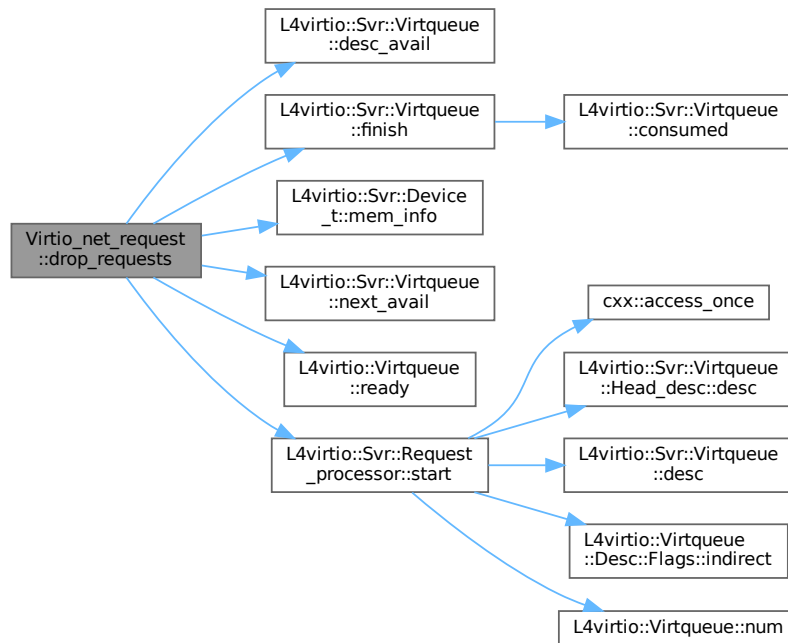 Virtio_net_request
::drop_requests
L4virtio::Svr::Virtqueue
::desc_avail
L4virtio::Svr::Virtqueue
::finish
L4virtio::Svr::Virtqueue
::consumed
L4virtio::Svr::Device
_t::mem_info
L4virtio::Svr::Virtqueue
::next_avail
L4virtio::Virtqueue
::ready
L4virtio::Svr::Request
_processor::start
cxx::access_once
L4virtio::Svr::Virtqueue
::Head_desc::desc
L4virtio::Svr::Virtqueue
::desc
L4virtio::Virtqueue
::Desc::Flags::indirect
L4virtio::Virtqueue::num